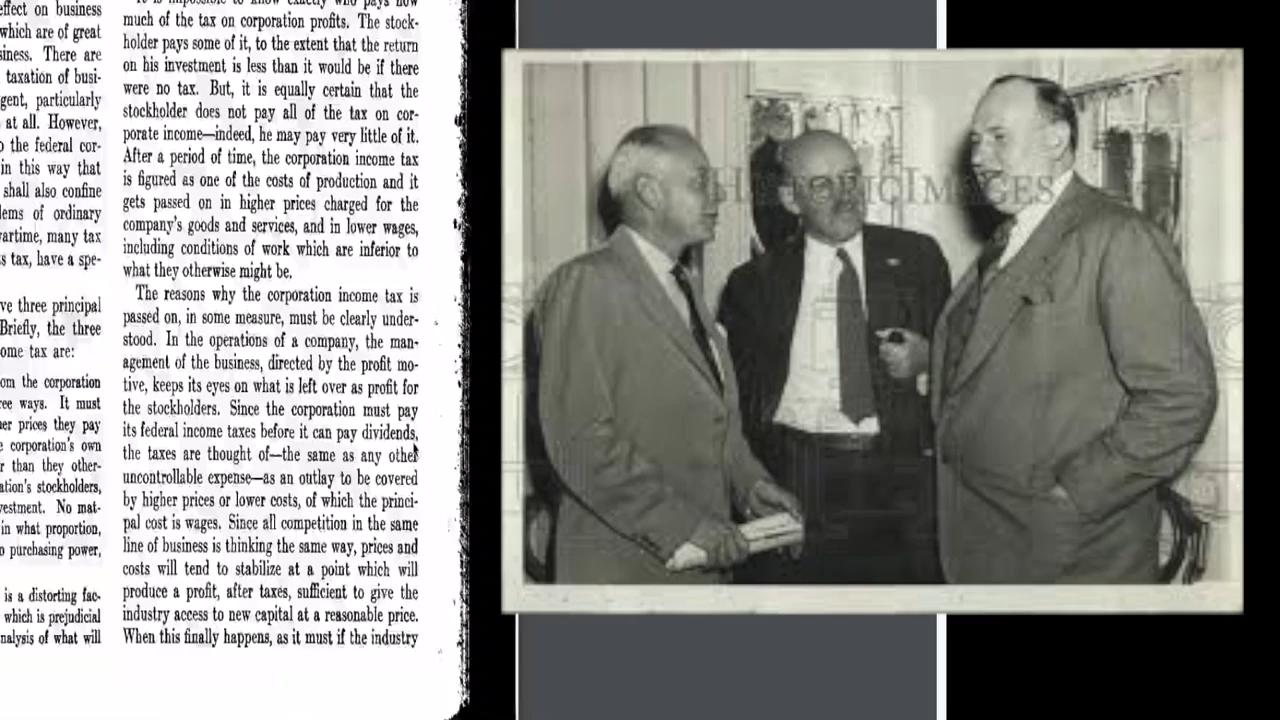 effect on business
which are of great
siness. There are
taxation of busi-
gent, particularly
at all. However,
o the federal cor-
in this way that
shall also confine
lems of ordinary
artime, many tax
s tax, have a spe-
ve three principal
Briefly, the three
ome tax are:
om the corporation
ree ways. It must
er prices they pay
corporation's own
r than they other-
ation's stockholders,
vestment. No mat-
in what proportion,
o purchasing power,
is a distorting fac-
which is prejudicial
nalysis of what will
It is impossible to know exactly who pays how
much of the tax on corporation profits. The stock-
holder pays some of it, to the extent that the return
on his investment is less than it would be if there
were no tax. But, it is equally certain that the
stockholder does not pay all of the tax on cor-
porate income—indeed, he may pay very little of it.
After a period of time, the corporation income tax
is figured as one of the costs of production and it
gets passed on in higher prices charged for the
company's goods and services, and in lower wages,
including conditions of work which are inferior to
what they otherwise might be.
The reasons why the corporation income tax is
passed on, in some measure, must be clearly under-
stood. In the operations of a company, the man-
agement of the business, directed by the profit mo-
tive, keeps its eyes on what is left over as profit for
the stockholders. Since the corporation must pay
its federal income taxes before it can pay dividends,
the taxes are thought of—the same as any other
uncontrollable expense—as an outlay to be covered
by higher prices or lower costs, of which the princi-
pal cost is wages. Since all competition in the same
line of business is thinking the same way, prices and
costs will tend to stabilize at a point which will
produce a profit, after taxes, sufficient to give the
industry access to new capital at a reasonable price.
When this finally happens, as it must if the industry
HISTORICIMAGES